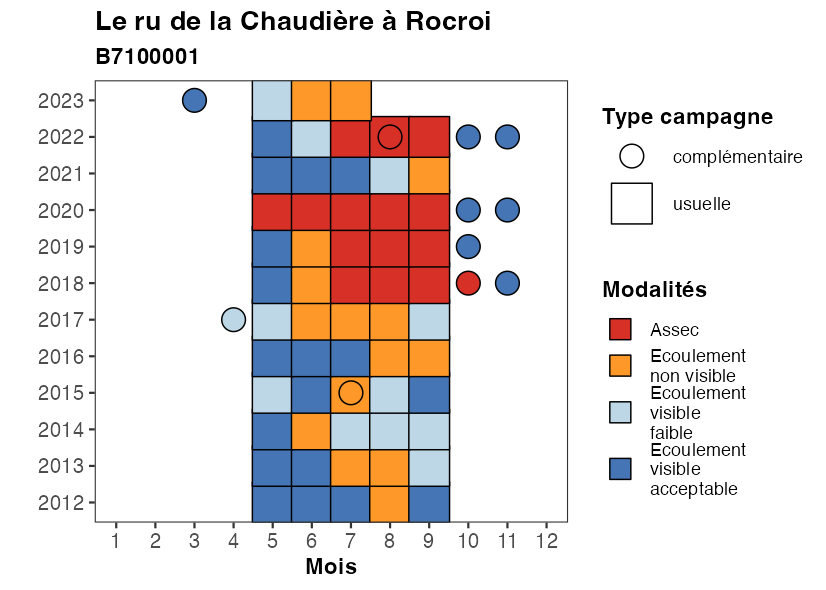 Le ru de la Chaudière à Rocroi
B7100001
2023
2022
2021
2020
2019
2018
2017
2016
2015
2014
2013
2012
1 2 3 4 5 6 7 8 9 10 11 12
Mois
Type campagne
complémentaire
usuelle
Modalités
Assec
Ecoulement
non visible
Ecoulement
visible
faible
Ecoulement
visible
acceptable